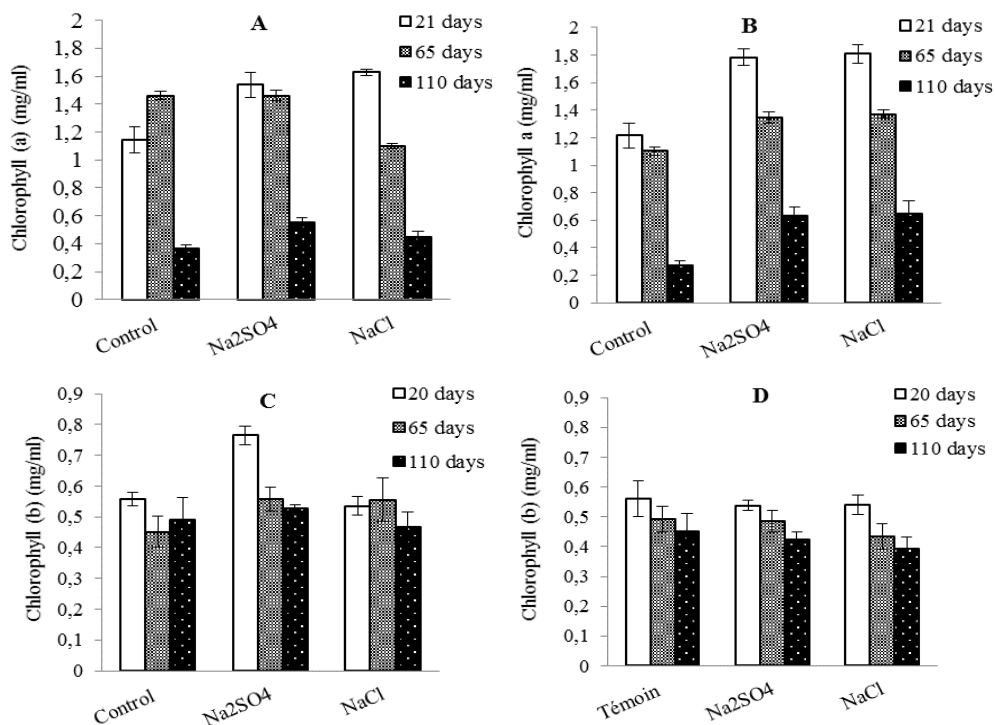 A
Chlorophyll (a) (mg/ml)
2
1,8
1,6
1,4
1,2
1
0,8
0,6
0,4
0,2
0
21 days
65 days
110 days
Control
Na2SO4
NaCl
B
Chlorophyll a (mg/ml)
2
1,8
1,6
1,4
1,2
1
0,8
0,6
0,4
0,2
0
21 days
65 days
110 days
Control
Na2SO4
NaCl
C
Chlorophyll (b) (mg/ml)
0,9
0,8
0,7
0,6
0,5
0,4
0,3
0,2
0,1
0
20 days
65 days
110 days
Control
Na2SO4
NaCl
D
Chlorophyll (b) (mg/ml)
0,9
0,8
0,7
0,6
0,5
0,4
0,3
0,2
0,1
0
20 days
65 days
110 days
Témoin
Na2SO4
NaCl